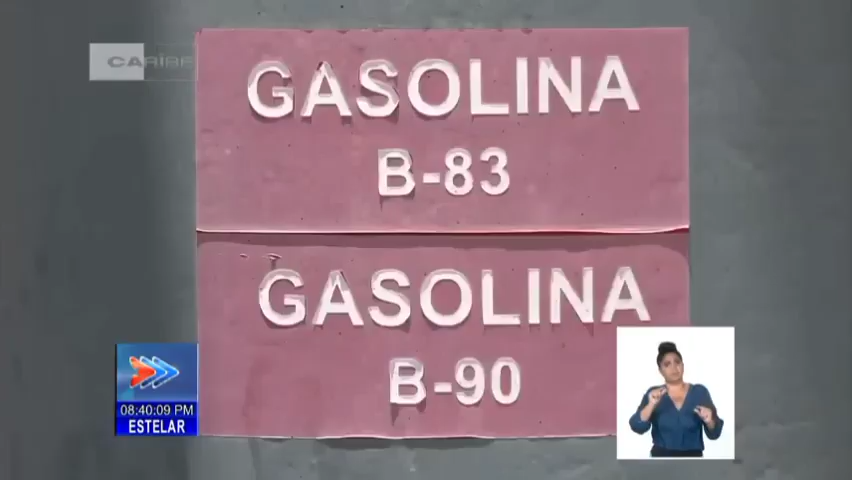 CARIBE
GASOLINA
B-83
GASOLINA
B-90
08:40:09 PM
ESTELAR